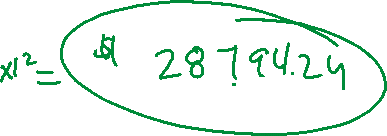 x1² = 28794.24